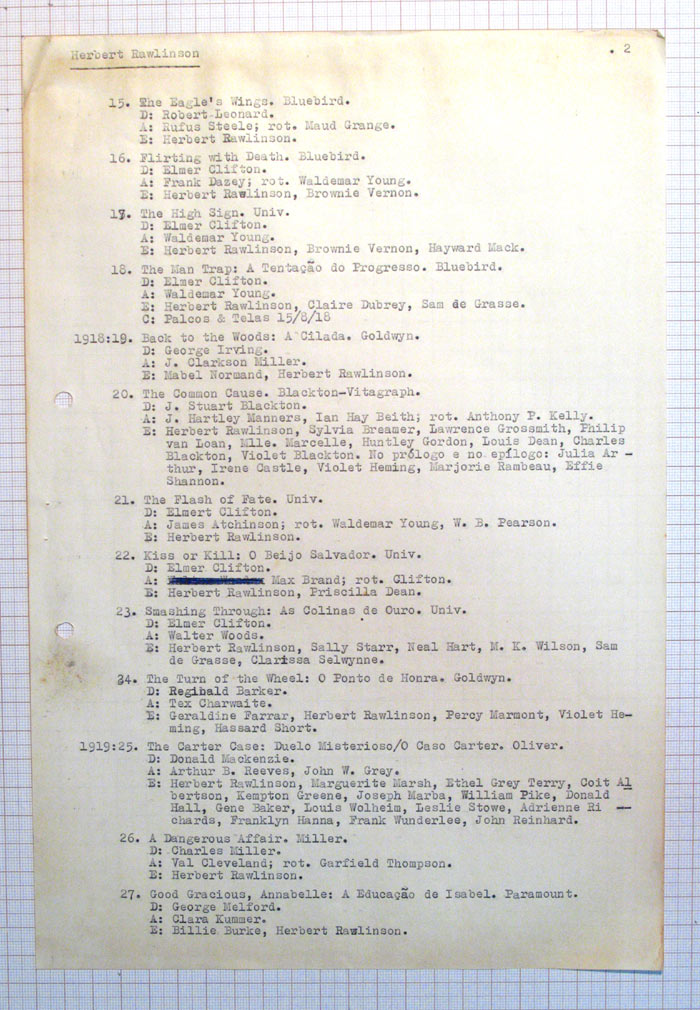 Herbert Rawlinson . 2
15. The Eagle's Wings. Bluebird.
D: Robert Leonard.
A: Rufus Steele; rot. Maud Grange.
E: Herbert Rawlinson.
16. Flirting with Death. Bluebird.
D: Elmer Clifton.
A: Frank Dazey; rot. Waldemar Young.
E: Herbert Rawlinson, Brownie Vernon.
17. The High Sign. Univ.
D: Elmer Clifton.
A: Waldemar Young.
E: Herbert Rawlinson, Brownie Vernon, Hayward Mack.
18. The Man Trap: A Tentação do Progresso. Bluebird.
D: Elmer Clifton.
A: Waldemar Young.
E: Herbert Rawlinson, Claire Dubrey, Sam de Grasse.
C: Palcos & Telas 15/8/18
1918:19. Back to the Woods: A Cilada. Goldwyn.
D: George Irving.
A: J. Clarkson Miller.
E: Mabel Normand, Herbert Rawlinson.
20. The Common Cause. Blackton-Vitagraph.
D: J. Stuart Blackton.
A: J. Hartley Manners, Ian Hay Beith; rot. Anthony P. Kelly.
E: Herbert Rawlinson, Sylvia Breamer, Lawrence Grossmith, Philip
van Loan, Mlle. Marcelle, Huntley Gordon, Louis Dean, Charles
Blackton, Violet Blackton. No prólogo e no epílogo: Julia Ar -
thur, Irene Castle, Violet Heming, Marjorie Rambeau, Effie
Shannon.
21. The Flash of Fate. Univ.
D: Elmert Clifton.
A: James Atchinson; rot. Waldemar Young, W. B. Pearson.
E: Herbert Rawlinson.
22. Kiss or Kill: O Beijo Salvador. Univ.
D: Elmer Clifton.
A: Max Brand; rot. Clifton.
E: Herbert Rawlinson, Priscilla Dean.
23. Smashing Through: As Colinas de Ouro. Univ.
D: Elmer Clifton.
A: Walter Woods.
E: Herbert Rawlinson, Sally Starr, Neal Hart, M. K. Wilson, Sam
de Grasse, Clarissa Selwynne.
34. The Turn of the Wheel: O Ponto de Honra. Goldwyn.
D: Regibald Barker.
A: Tex Charwaite.
E: Geraldine Farrar, Herbert Rawlinson, Percy Marmont, Violet He-
ming, Hassard Short.
1919:25. The Carter Case: Duelo Misterioso/O Caso Carter. Oliver.
D: Donald Mackenzie.
A: Arthur B. Reeves, John W. Grey.
E: Herbert Rawlinson, Marguerite Marsh, Ethel Grey Terry, Coit Al
bertson, Kempton Greene, Joseph Marba, William Pike, Donald
Hall, Gene Baker, Louis Wolheim, Leslie Stowe, Adrienne Ri -
chards, Franklyn Hanna, Frank Wunderlee, John Reinhard.
26. A Dangerous Affair. Miller.
D: Charles Miller.
A: Val Cleveland; rot. Garfield Thompson.
E: Herbert Rawlinson.
27. Good Gracious, Annabelle: A Educação de Isabel. Paramount.
D: George Melford.
A: Clara Kummer.
E: Billie Burke, Herbert Rawlinson.